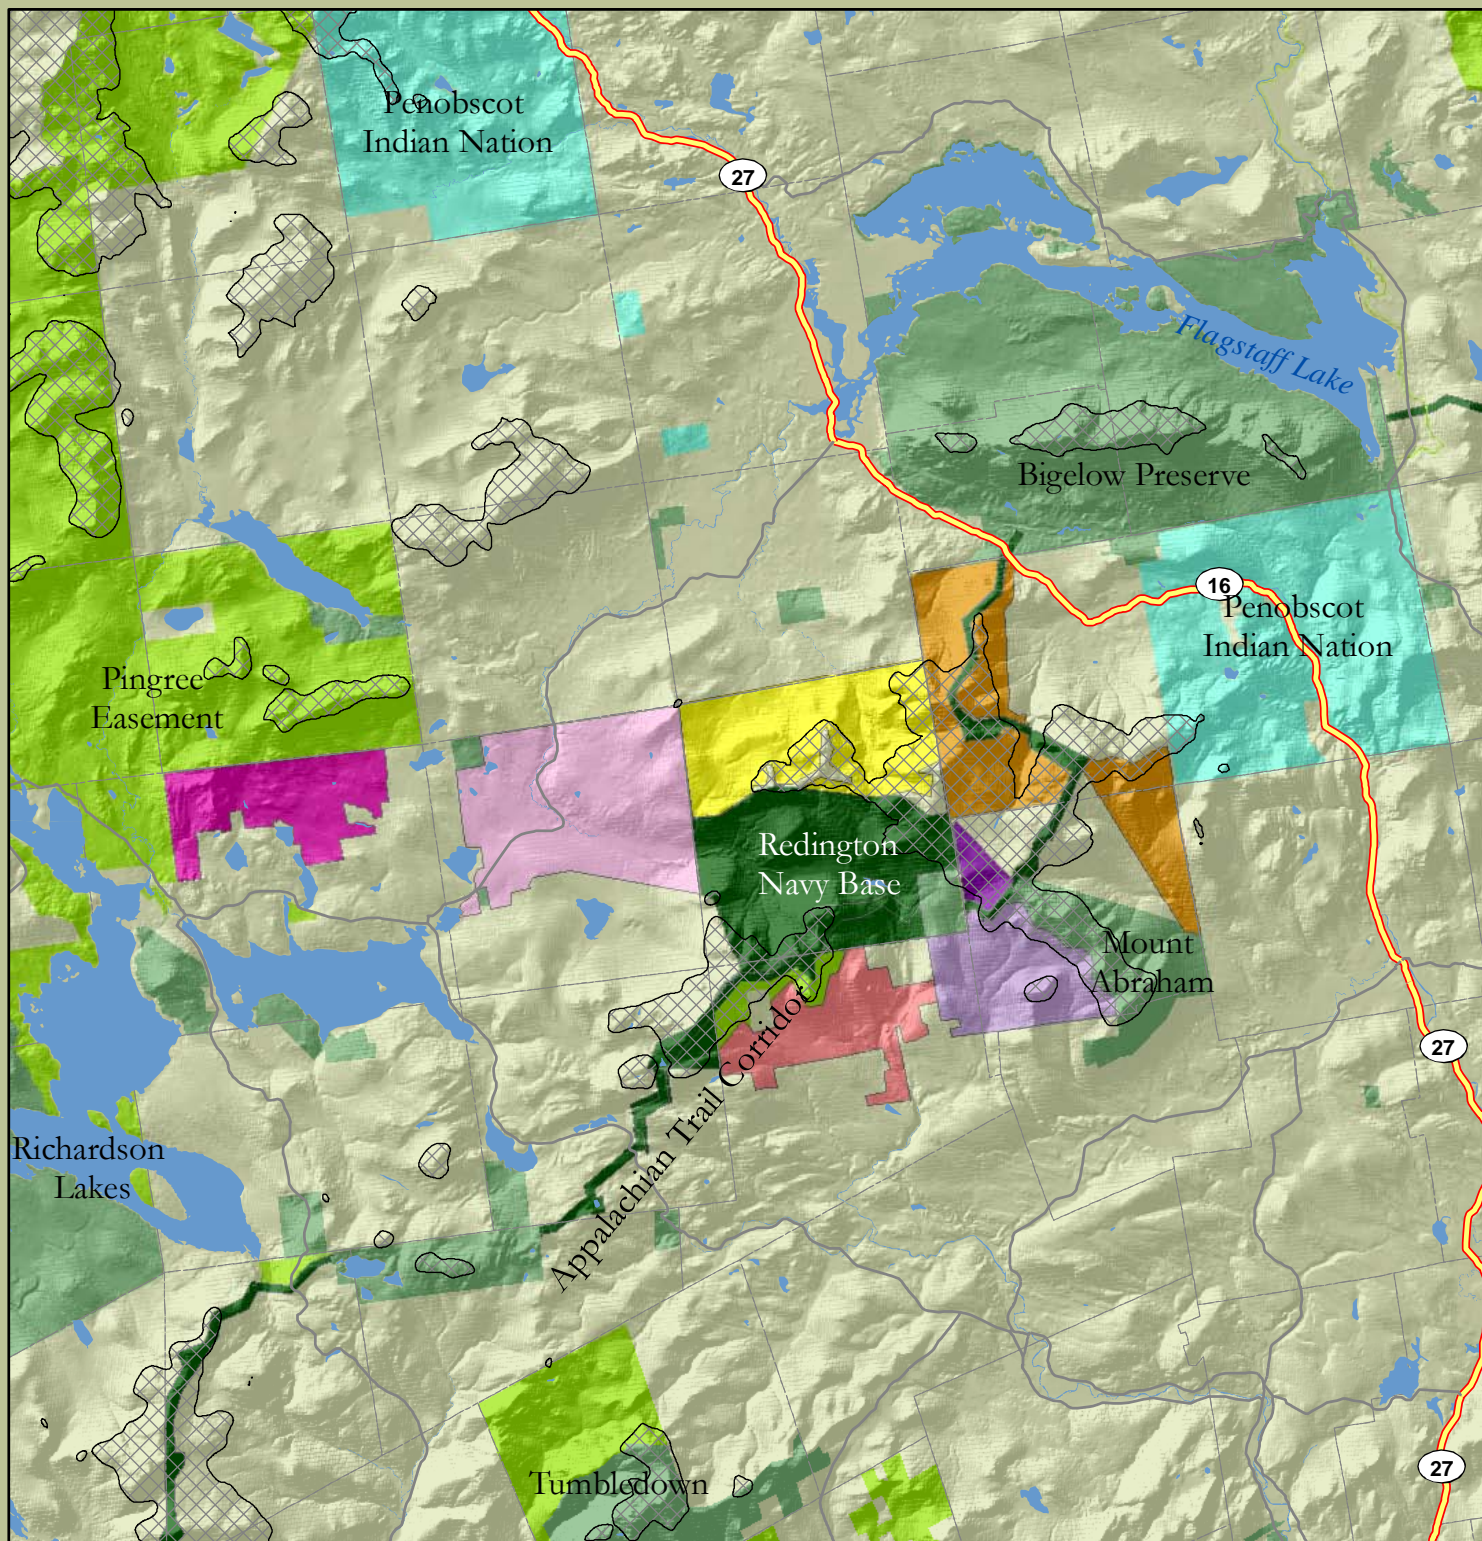 Penobscot
Indian Nation
27
Flagstaff Lake
Bigelow Preserve
16
Penobscot
Indian Nation
Pingree
Easement
Redington
Navy Base
Mount
Abraham
27
Appalachian Trail Corridor
Richardson
Lakes
27
Tumbledown